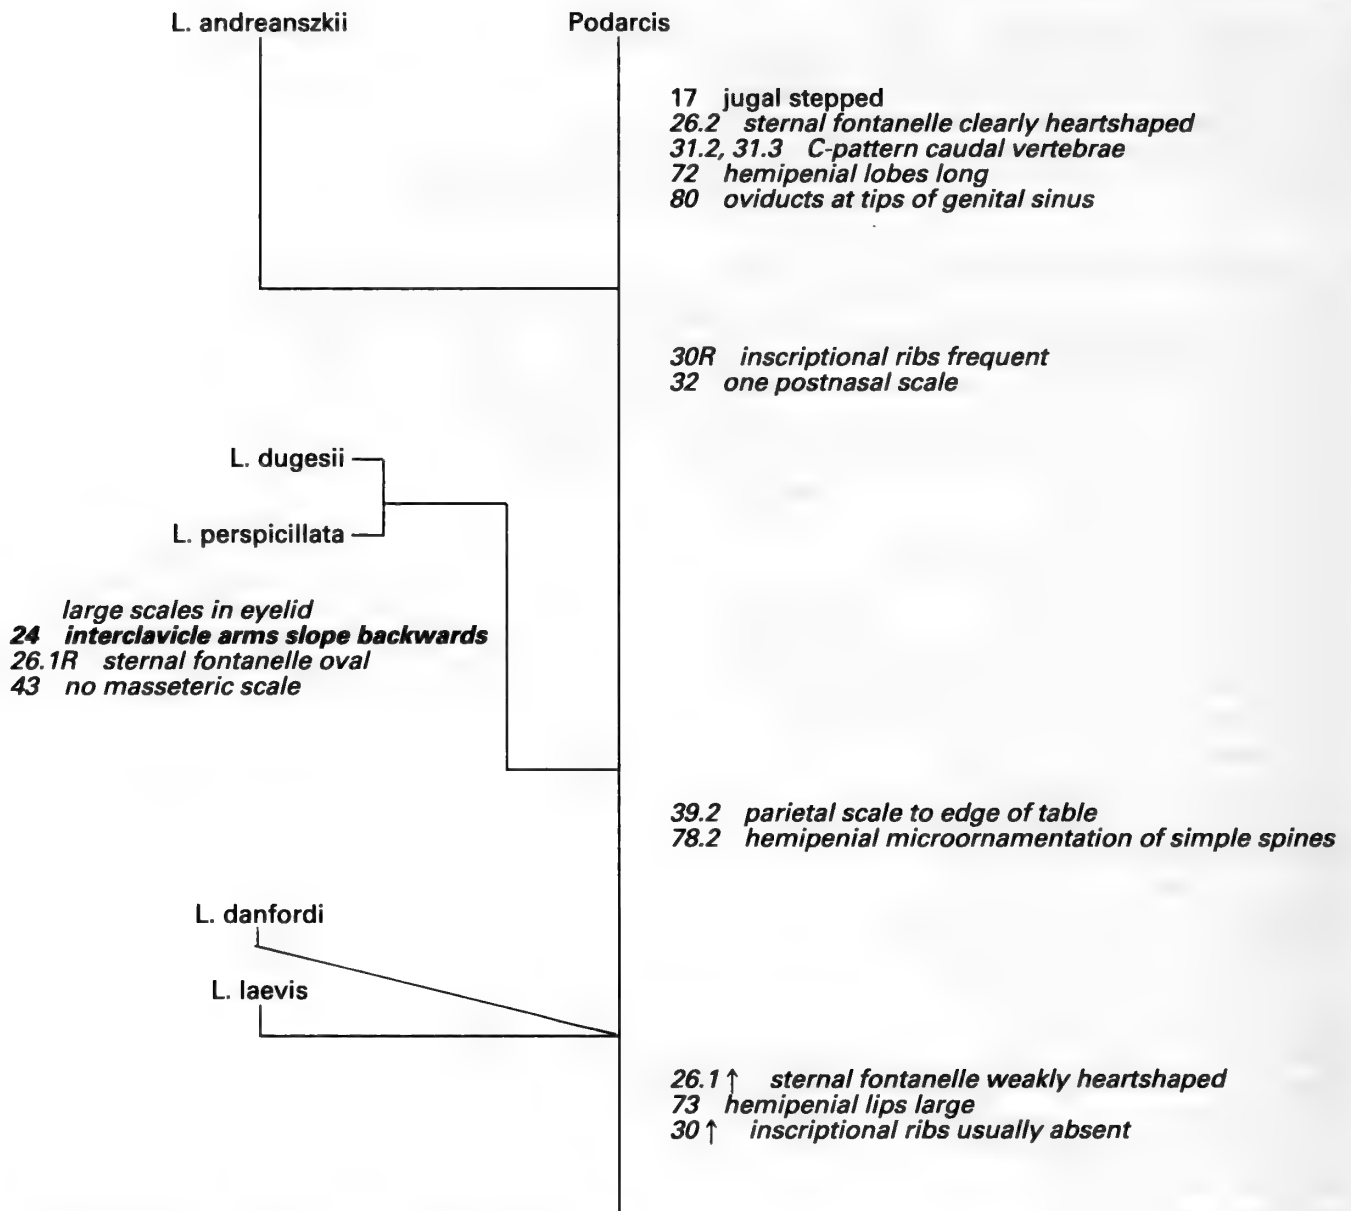 L. andreanszkii
Podarcis
17 jugal stepped
26.2 sternal fontanelle clearly heartshaped
31.2, 31.3 C-pattern caudal vertebrae
72 hemipenial lobes long
80 oviducts at tips of genital sinus
30R inscriptional ribs frequent
32 one postnasal scale
L. dugesii
L. perspicillata
large scales in eyelid
24 interclavicle arms slope backwards
26.1R sternal fontanelle oval
43 no masseteric scale
39.2 parietal scale to edge of table
78.2 hemipenial microornamentation of simple spines
L. danfordi
L. laevis
26.1↑ sternal fontanelle weakly heartshaped
73 hemipenial lips large
30↑ inscriptional ribs usually absent